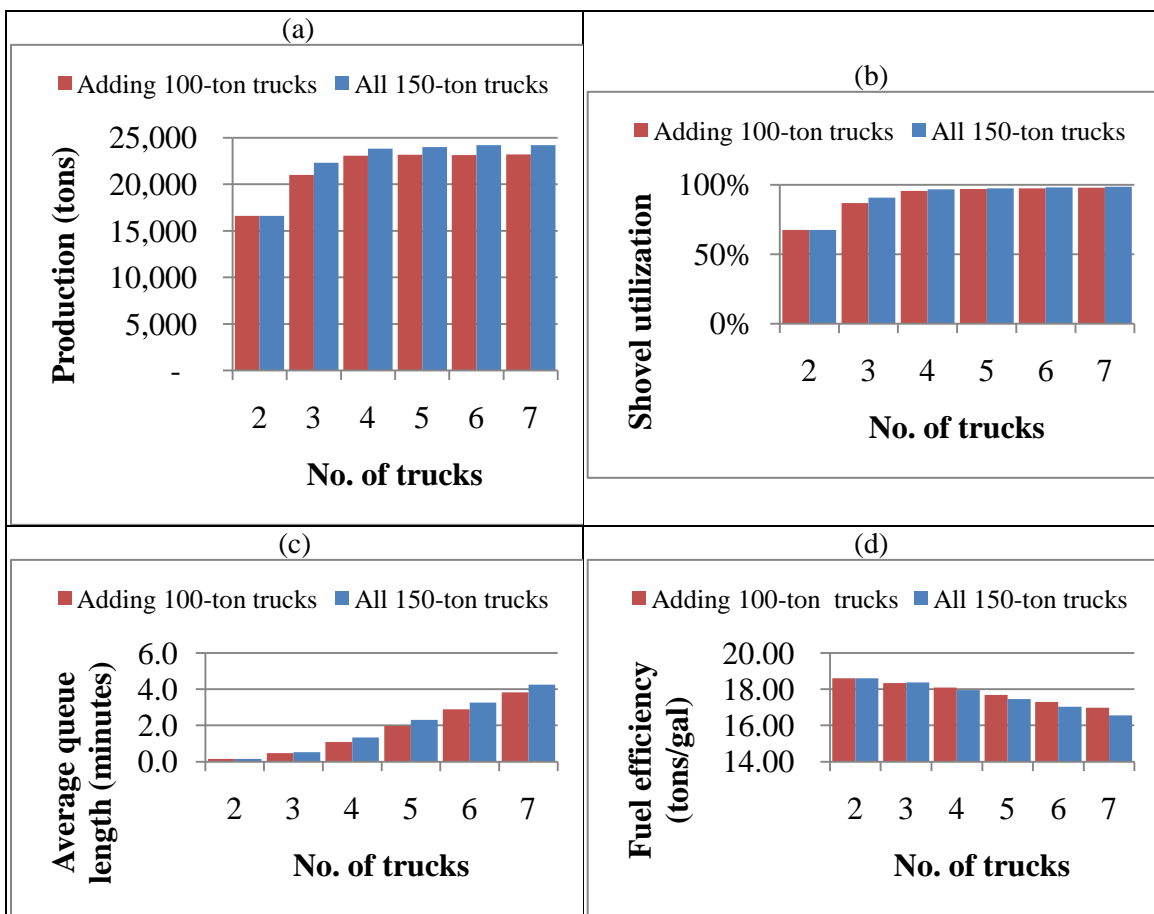 (a)
Adding 100-ton trucks All 150-ton trucks
Production (tons)
25,000
20,000
15,000
10,000
5,000
-
2 3 4 5 6 7
No. of trucks
(b)
Adding 100-ton trucks All 150-ton trucks
Shovel utilization
100%
50%
0%
2 3 4 5 6 7
No. of trucks
(c)
Adding 100-ton trucks All 150-ton trucks
Average queue
length (minutes)
6.0
4.0
2.0
0.0
2 3 4 5 6 7
No. of trucks
(d)
Adding 100-ton trucks All 150-ton trucks
Fuel efficiency
(tons/gal)
20.00
18.00
16.00
14.00
2 3 4 5 6 7
No. of trucks